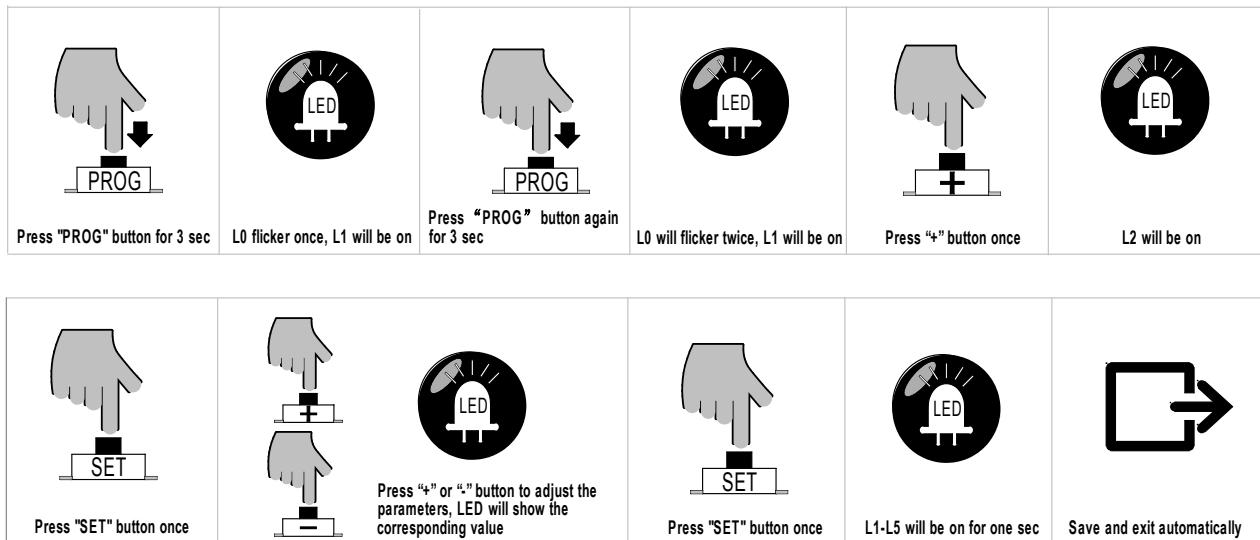 LED
LED
LED
PROG
PROG
+
Press "PROG" button for 3 sec
L0 flicker once, L1 will be on
Press “PROG” button again
for 3 sec
L0 will flicker twice, L1 will be on
Press “+” button once
L2 will be on
+
LED
LED
SET
SET
Press "SET" button once
−
Press “+” or “-” button to adjust the
parameters, LED will show the
corresponding value
Press "SET" button once
L1-L5 will be on for one sec
Save and exit automatically